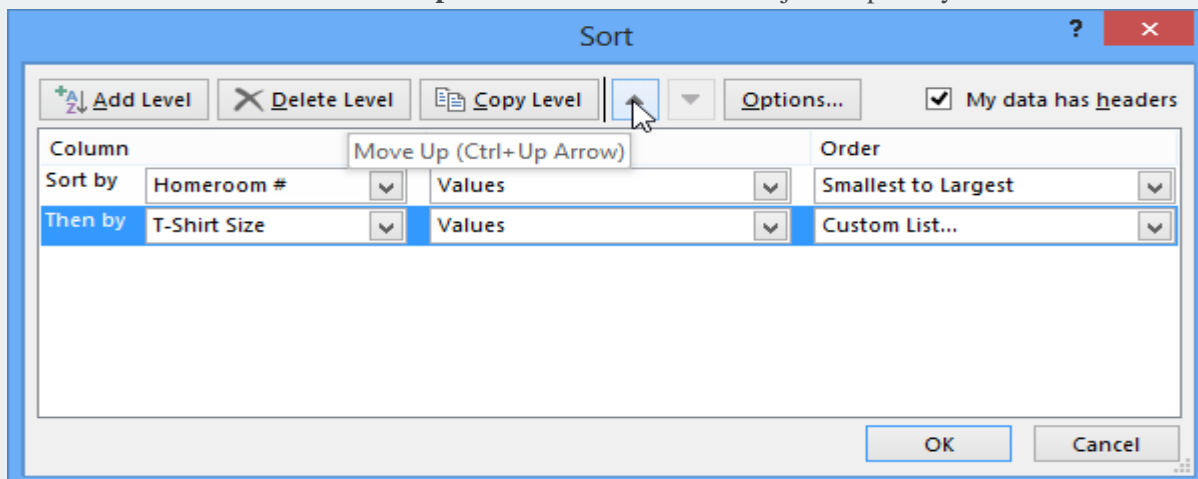 Sort ? ×
Add Level Delete Level Copy Level Options... My data has headers
Column Order
Move Up (Ctrl+Up Arrow)
Sort by Homeroom # Values Smallest to Largest
Then by T-Shirt Size Values Custom List...
OK Cancel